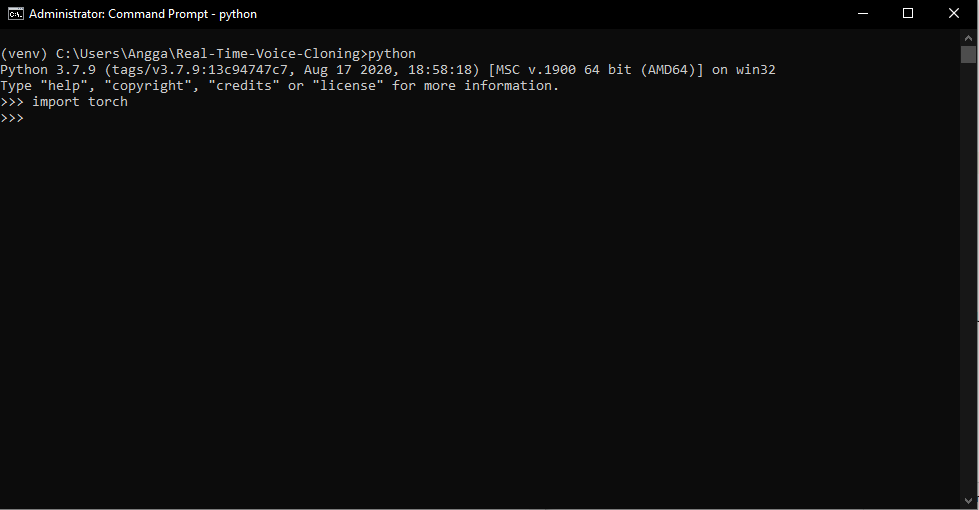 Administrator: Command Prompt - python
(venv) C:\Users\Angga\Real-Time-Voice-Cloning>python
Python 3.7.9 (tags/v3.7.9:13c94747c7, Aug 17 2020, 18:58:18) [MSC v.1900 64 bit (AMD64)] on win32
Type "help", "copyright", "credits" or "license" for more information.
>>> import torch
>>>